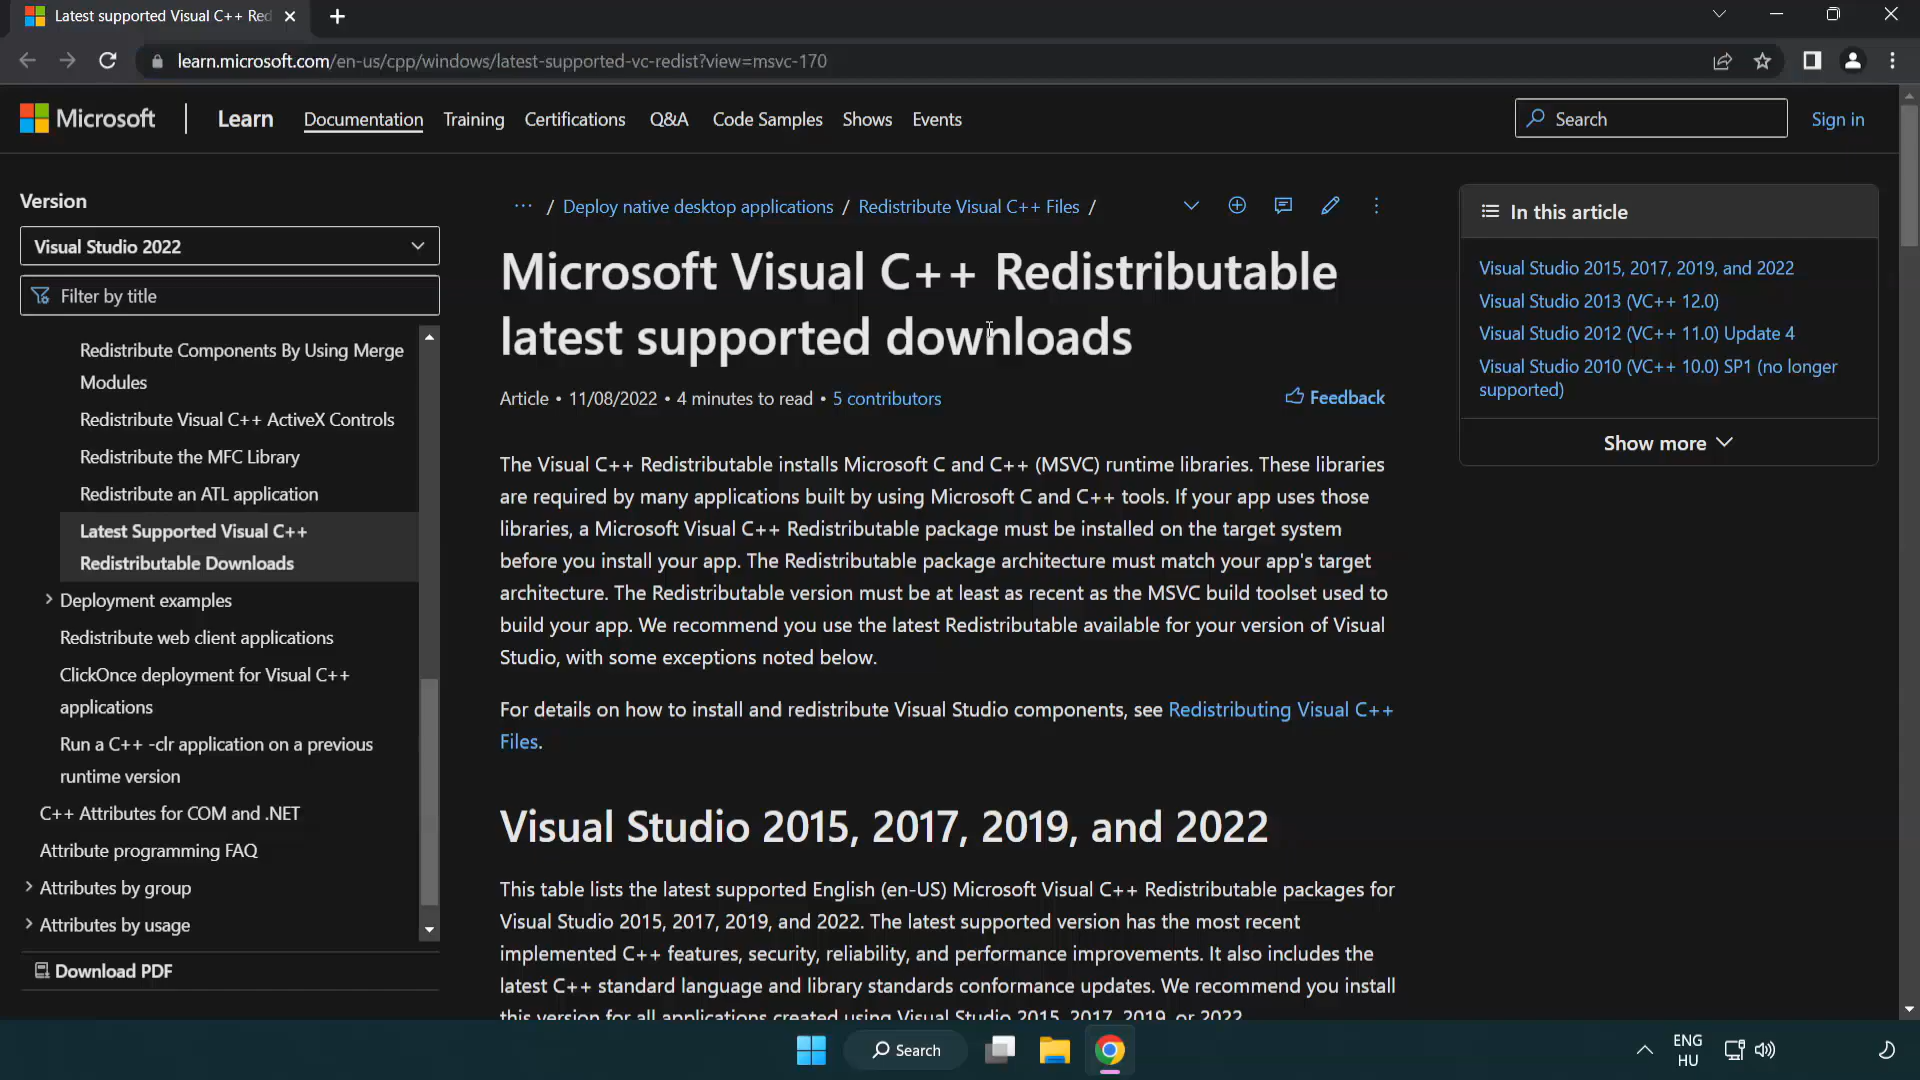 Latest supported Visual C++ Red
learn.microsoft.com/en-us/cpp/windows/latest-supported-vc-redist?view=msvc-170
Microsoft
Learn
Documentation
Training
Certifications
Q&A
Code Samples
Shows
Events
Search
Sign in
Version
Visual Studio 2022
Filter by title
Redistribute Components By Using Merge
Modules
Redistribute Visual C++ ActiveX Controls
Redistribute the MFC Library
Redistribute an ATL application
Latest Supported Visual C++
Redistributable Downloads
Deployment examples
Redistribute web client applications
ClickOnce deployment for Visual C++
applications
Run a C++ -clr application on a previous
runtime version
C++ Attributes for COM and .NET
Attribute programming FAQ
Attributes by group
Attributes by usage
Download PDF
··· / Deploy native desktop applications / Redistribute Visual C++ Files /
Microsoft Visual C++ Redistributable
latest supported downloads
Article • 11/08/2022 • 4 minutes to read • 5 contributors
Feedback
The Visual C++ Redistributable installs Microsoft C and C++ (MSVC) runtime libraries. These libraries
are required by many applications built by using Microsoft C and C++ tools. If your app uses those
libraries, a Microsoft Visual C++ Redistributable package must be installed on the target system
before you install your app. The Redistributable package architecture must match your app's target
architecture. The Redistributable version must be at least as recent as the MSVC build toolset used to
build your app. We recommend you use the latest Redistributable available for your version of Visual
Studio, with some exceptions noted below.
For details on how to install and redistribute Visual Studio components, see Redistributing Visual C++
Files.
Visual Studio 2015, 2017, 2019, and 2022
This table lists the latest supported English (en-US) Microsoft Visual C++ Redistributable packages for
Visual Studio 2015, 2017, 2019, and 2022. The latest supported version has the most recent
implemented C++ features, security, reliability, and performance improvements. It also includes the
latest C++ standard language and library standards conformance updates. We recommend you install
this version for all applications created using Visual Studio 2015, 2017, 2019, or 2022.
In this article
Visual Studio 2015, 2017, 2019, and 2022
Visual Studio 2013 (VC++ 12.0)
Visual Studio 2012 (VC++ 11.0) Update 4
Visual Studio 2010 (VC++ 10.0) SP1 (no longer
supported)
Show more
Search
ENG
HU